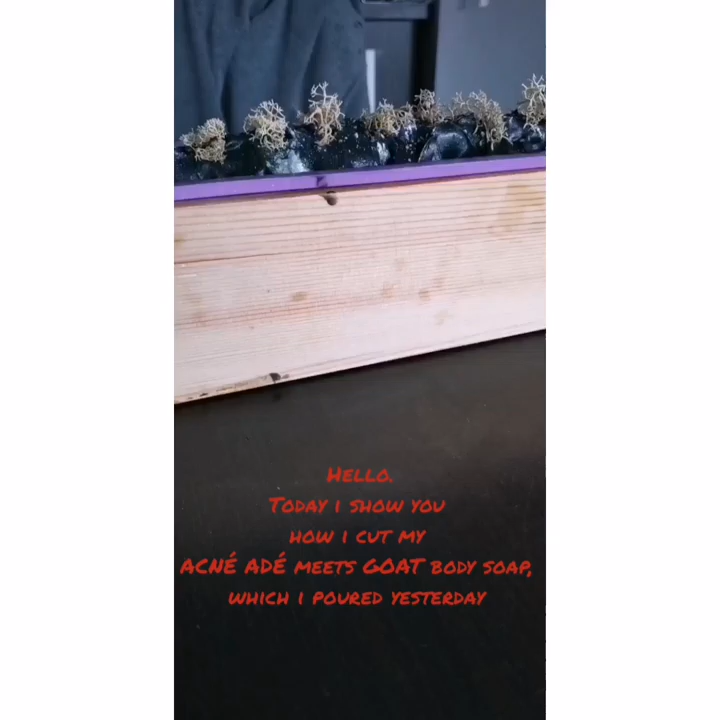 Hello.
Today i show you
how i cut my
ACNÉ ADÉ meets GOAT body soap,
which i poured yesterday